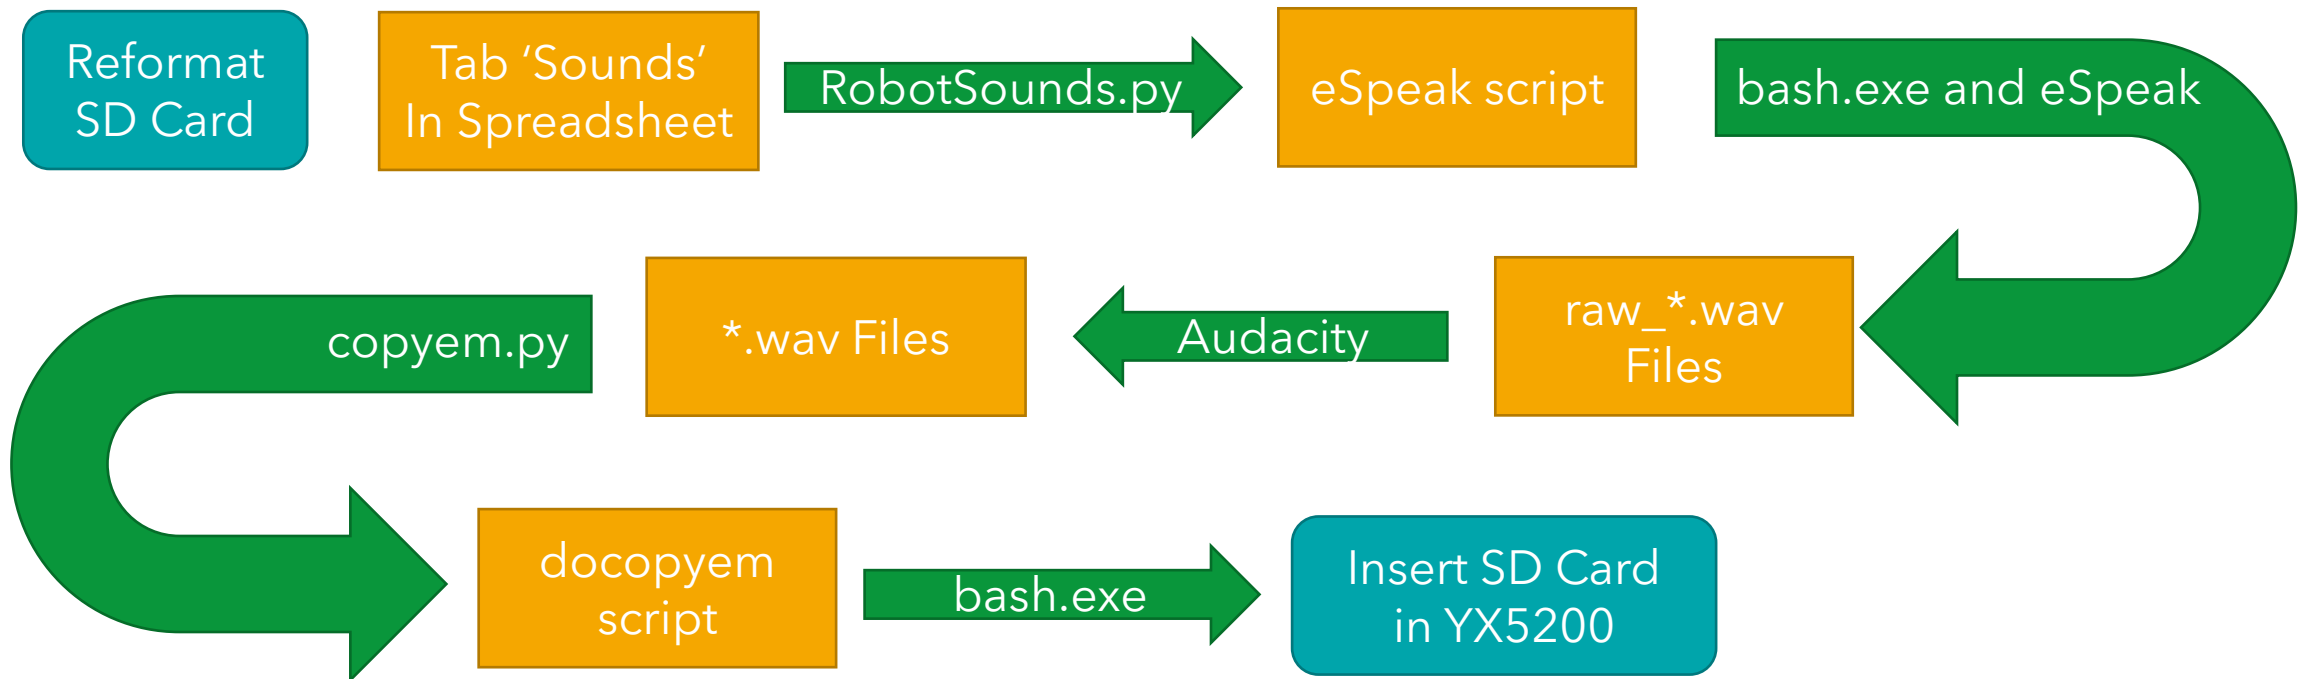 Reformat
SD Card
Tab ‘Sounds’
In Spreadsheet
RobotSounds.py
eSpeak script
bash.exe and eSpeak
raw_*.wav
Files
Audacity
*.wav Files
copyem.py
docopyem
script
bash.exe
Insert SD Card
in YX5200